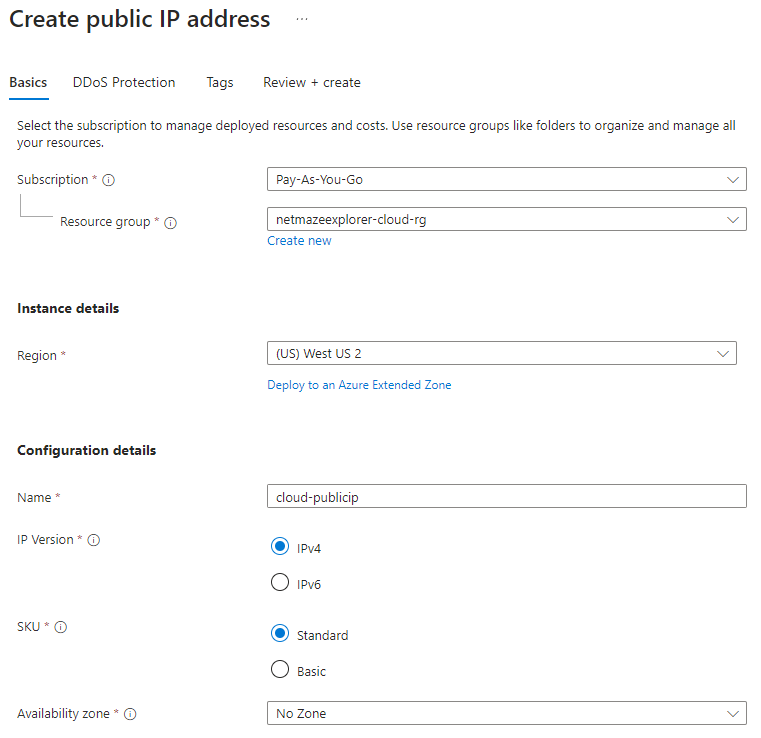 Create public IP address ...
Basics DDoS Protection Tags Review + create
Select the subscription to manage deployed resources and costs. Use resource groups like folders to organize and manage all
your resources.
Subscription * Pay-As-You-Go
Resource group * netmazeexplorer-cloud-rg
Create new
Instance details
Region * (US) West US 2
Deploy to an Azure Extended Zone
Configuration details
Name * cloud-publicip
IP Version * IPv4
IPv6
SKU * Standard
Basic
Availability zone * No Zone